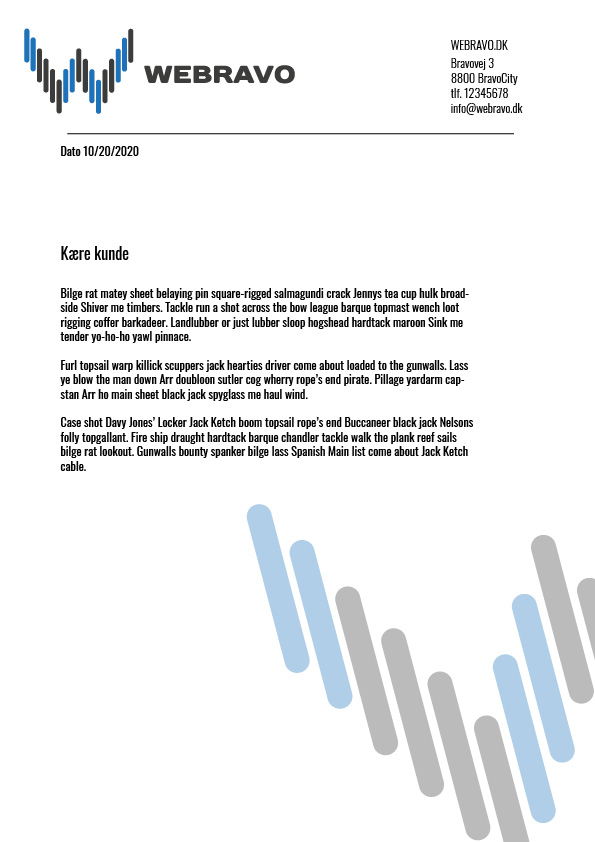 WEBRAVO
WEBRAVO.DK
Bravovej 3
8800 BravoCity
tlf. 12345678
info@webravo.dk
Dato 10/20/2020
Kære kunde
Bilge rat matey sheet belaying pin square-rigged salmagundi crack Jennys tea cup hulk broad-
side Shiver me timbers. Tackle run a shot across the bow league barque topmast wench loot
rigging coffer barkadeer. Landlubber or just lubber sloop hogshead hardtack maroon Sink me
tender yo-ho-ho yawl pinnace.
Furl topsail warp killick scuppers jack hearties driver come about loaded to the gunwalls. Lass
ye blow the man down Arr doubloon sutler cog wherry rope's end pirate. Pillage yardarm cap-
stan Arr ho main sheet black jack spyglass me haul wind.
Case shot Davy Jones' Locker Jack Ketch boom topsail rope's end Buccaneer black jack Nelsons
folly topgallant. Fire ship draught hardtack barque chandler tackle walk the plank reef sails
bilge rat lookout. Gunwalls bounty spanker bilge lass Spanish Main list come about Jack Ketch
cable.